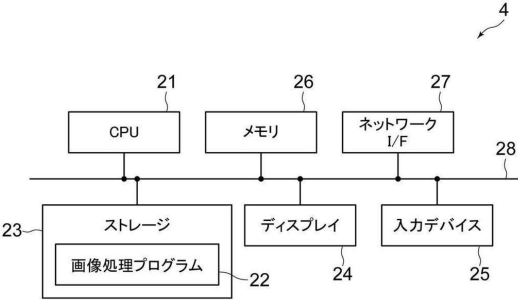 4
21
26
27
CPU
メモリ
ネットワーク
I/F
28
23
ストレージ
画像処理プログラム
22
ディスプレイ
24
入力デバイス
25